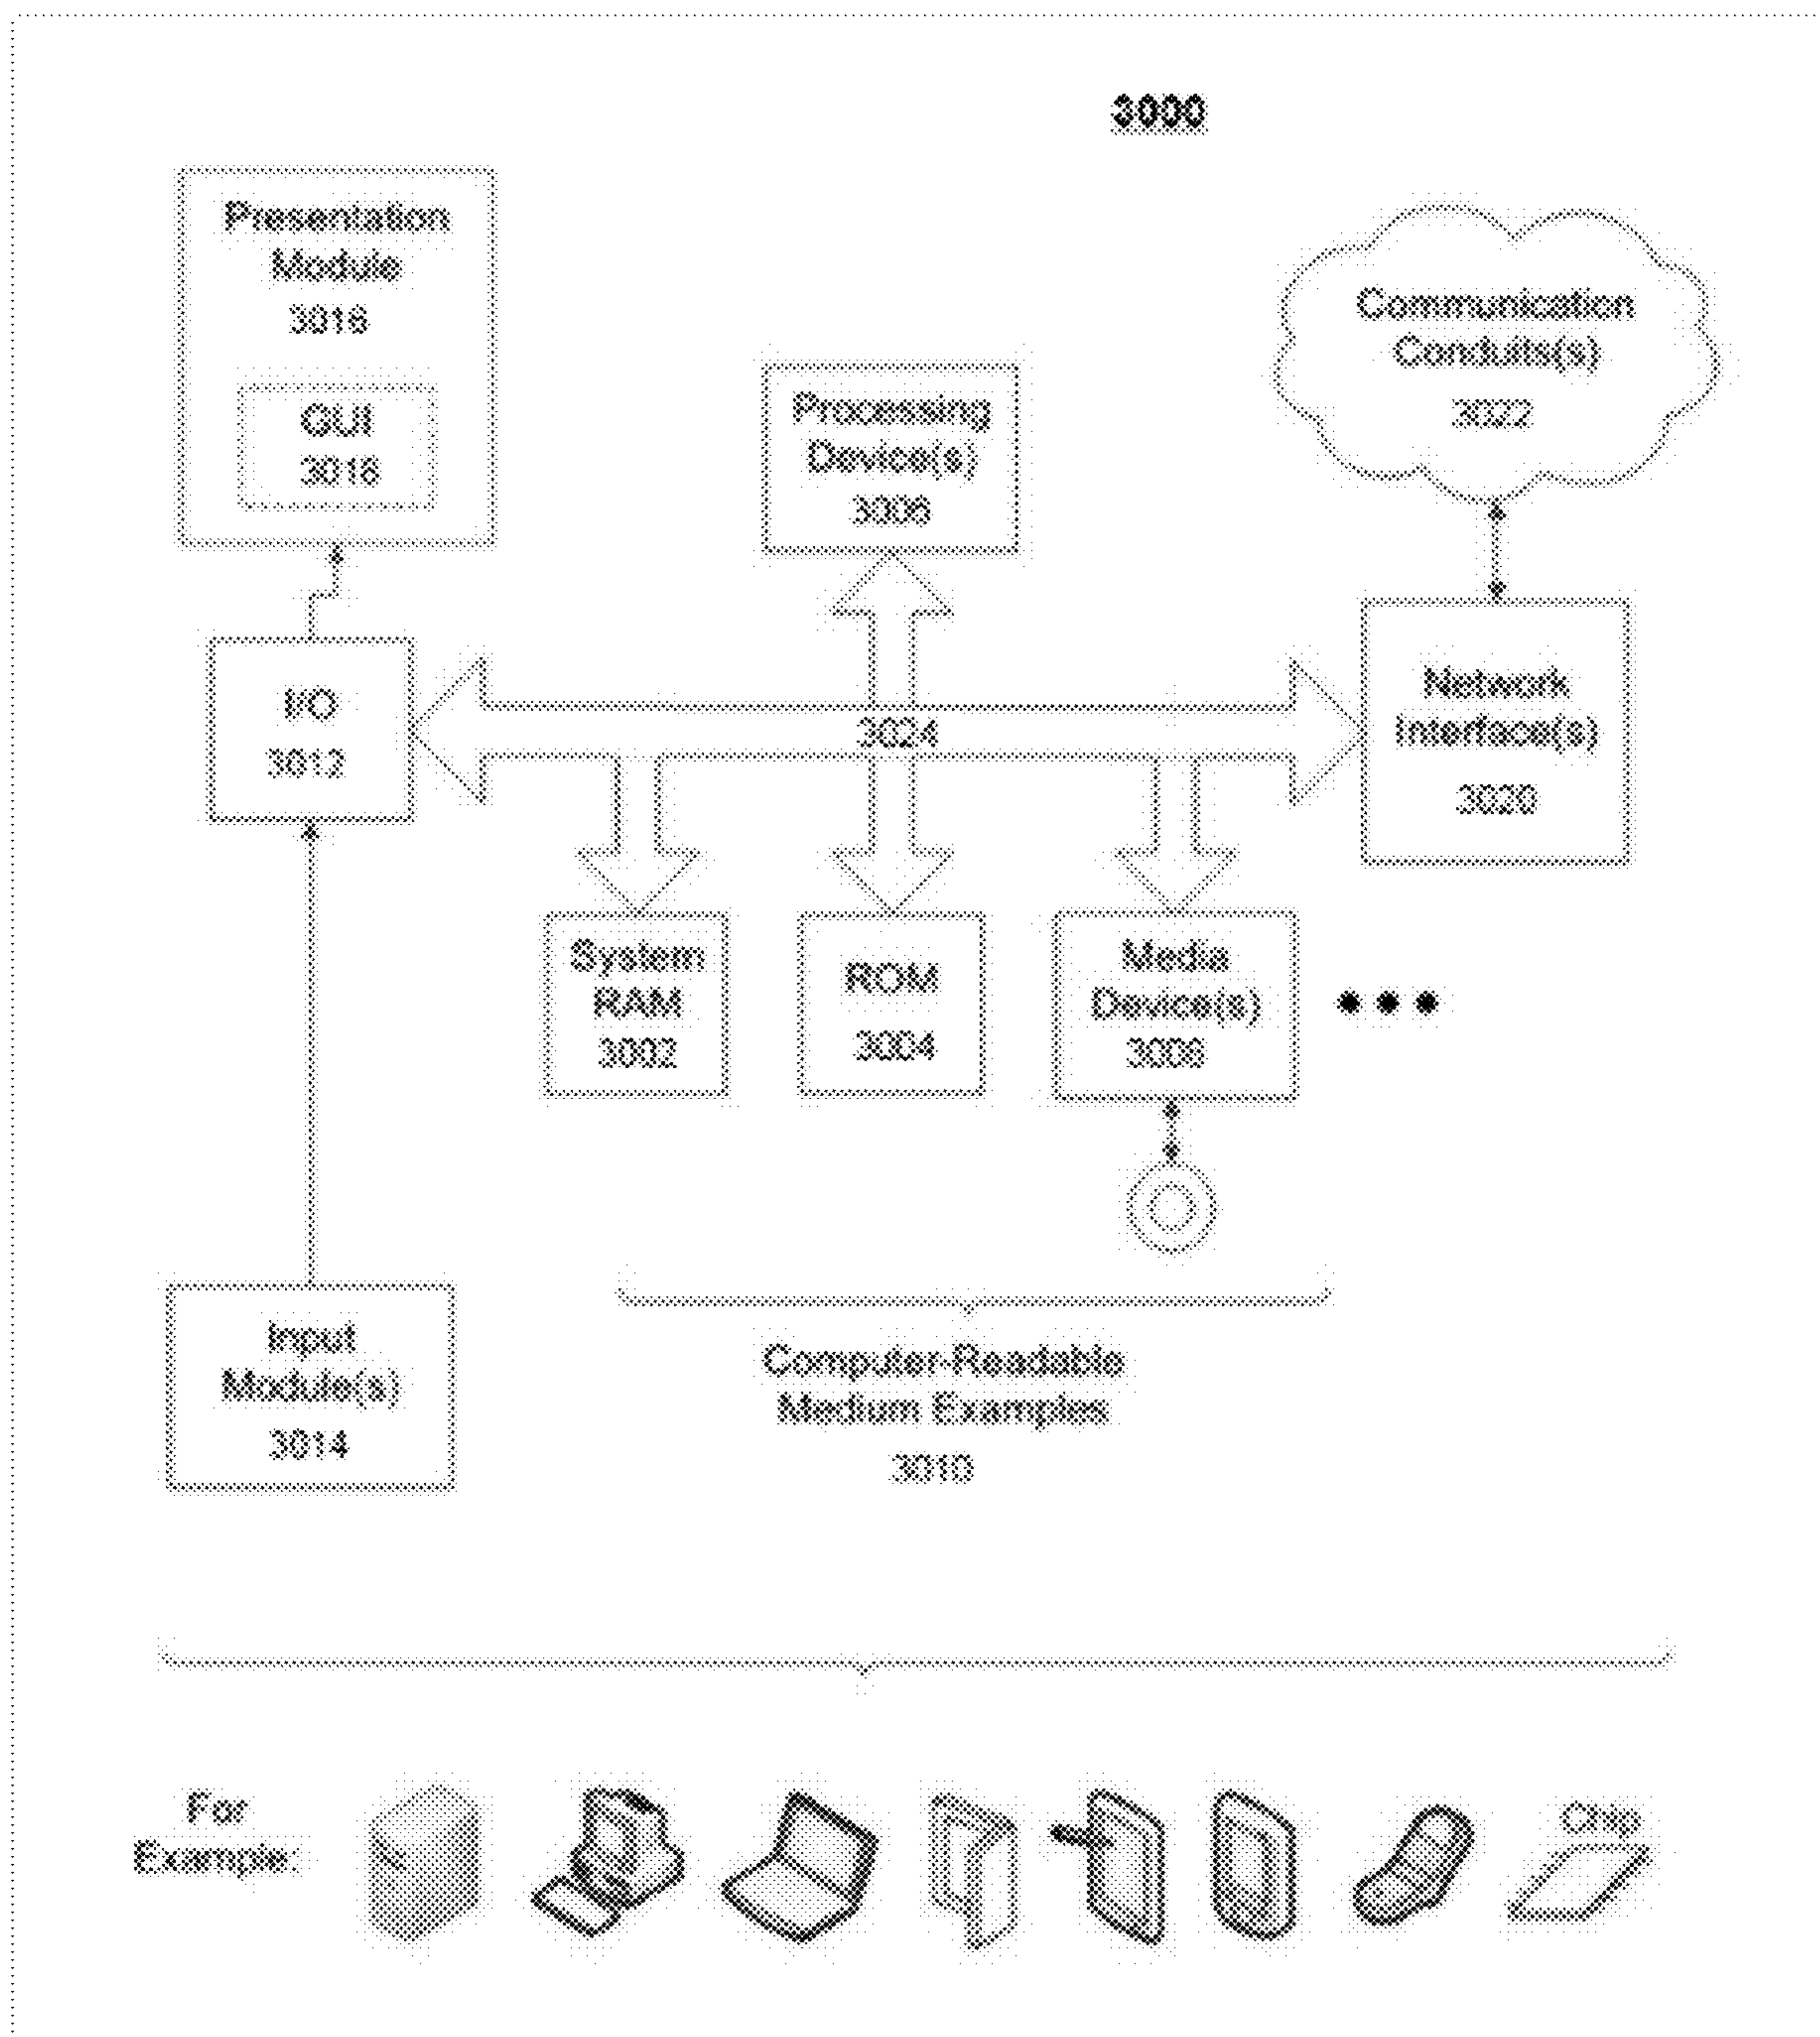 3000
Presentation
Module
3016
GUI
3018
Processing
Device(s)
3008
Communication
Conduits(s)
3022
I/O
3012
3024
Network
Interface(s)
3020
System
RAM
3002
ROM
3004
Media
Device(s)
3006
Input
Module(s)
3014
Computer-Readable
Medium Examples
3010
For
Example:
Chip